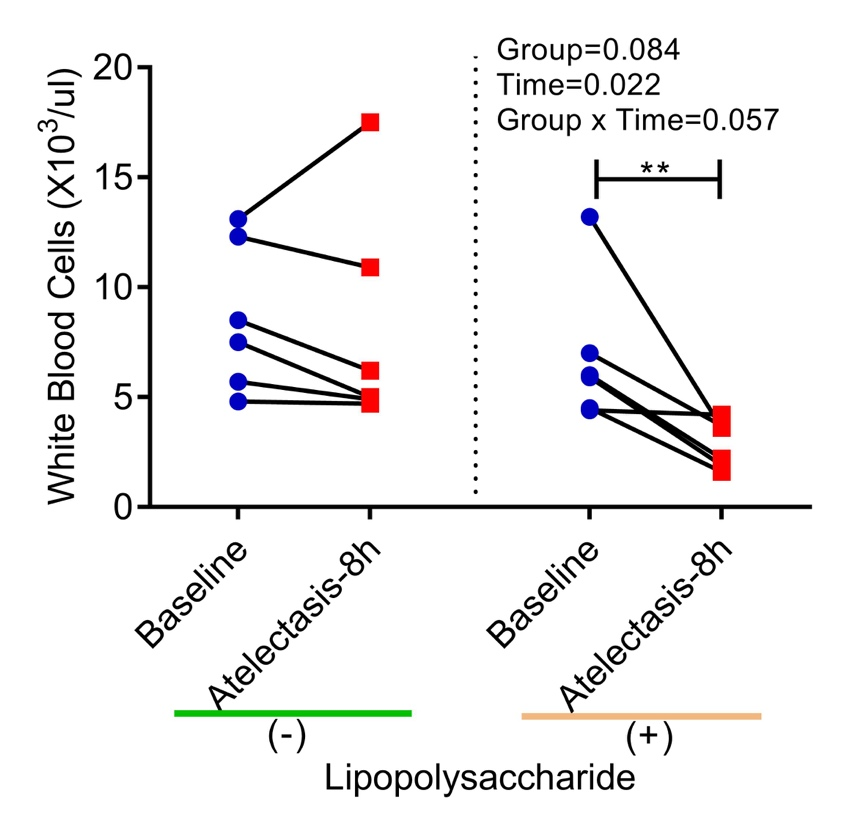 Group=0.084
Time=0.022
Group x Time=0.057
**
White Blood Cells (X10³/ul)
20
15
10
5
0
Baseline
Atelectasis-8h
Baseline
Atelectasis-8h
(-)
(+)
Lipopolysaccharide